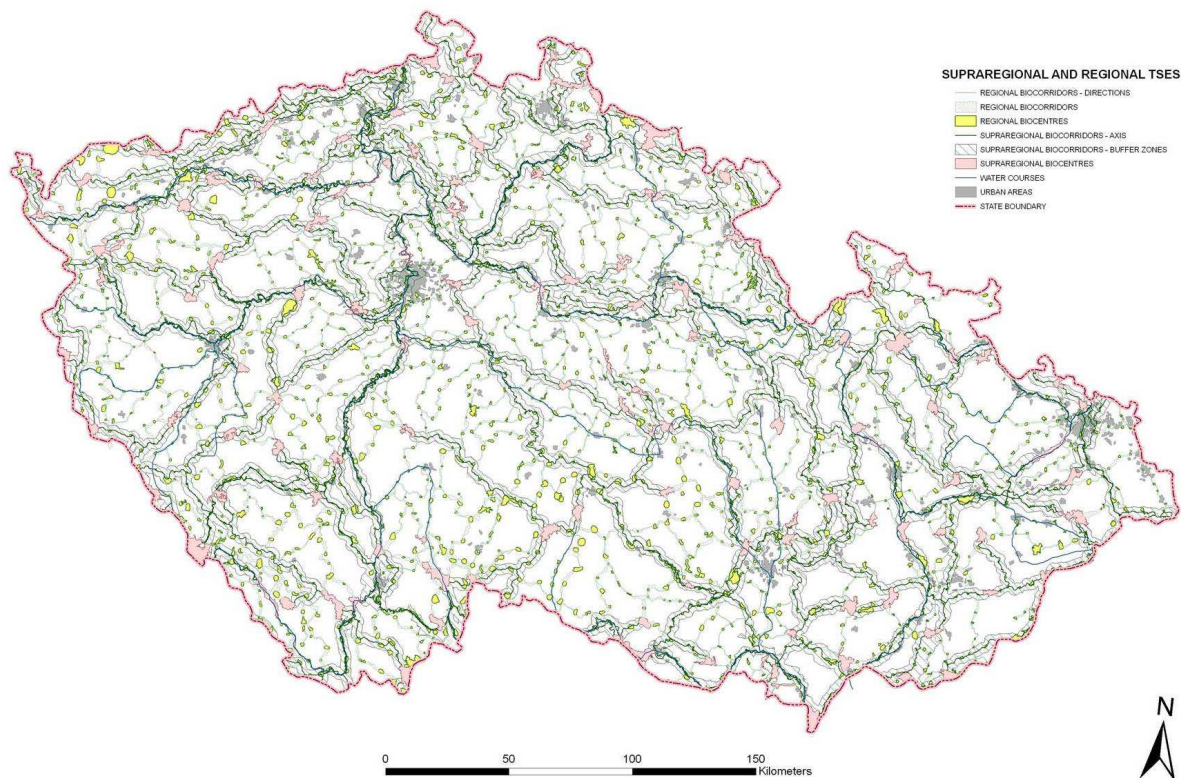 SUPRAREGIONAL AND REGIONAL TSES
REGIONAL BIOCORRIDORS - DIRECTIONS
REGIONAL BIOCORRIDORS
REGIONAL BIOCENTRES
SUPRAREGIONAL BIOCORRIDORS - AXIS
SUPRAREGIONAL BIOCORRIDORS - BUFFER ZONES
SUPRAREGIONAL BIOCENTRES
WATER COURSES
URBAN AREAS
STATE BOUNDARY
N
0 50 100 150
Kilometers